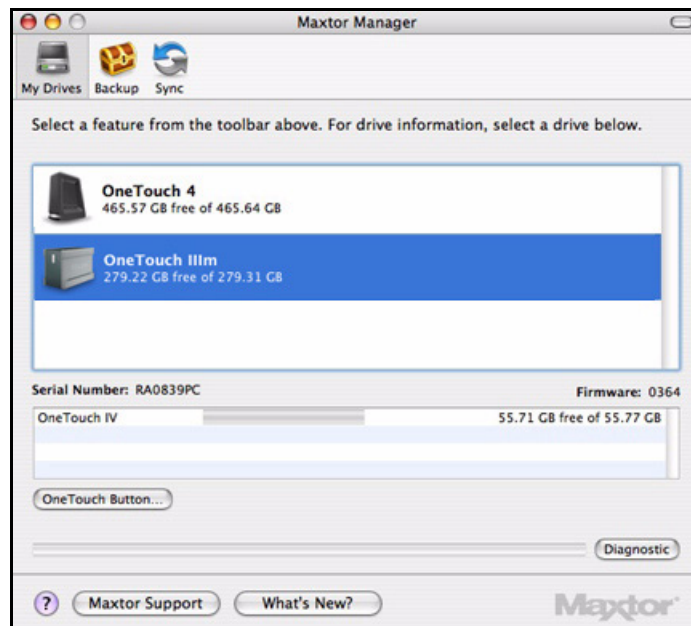 Maxtor Manager
My Drives Backup Sync
Select a feature from the toolbar above. For drive information, select a drive below.
OneTouch 4
465.57 GB free of 465.64 GB
OneTouch IIIm
279.22 GB free of 279.31 GB
Serial Number: RA0839PC Firmware: 0364
OneTouch IV 55.71 GB free of 55.77 GB
OneTouch Button...
Diagnostic
? Maxtor Support What's New? Maxtor